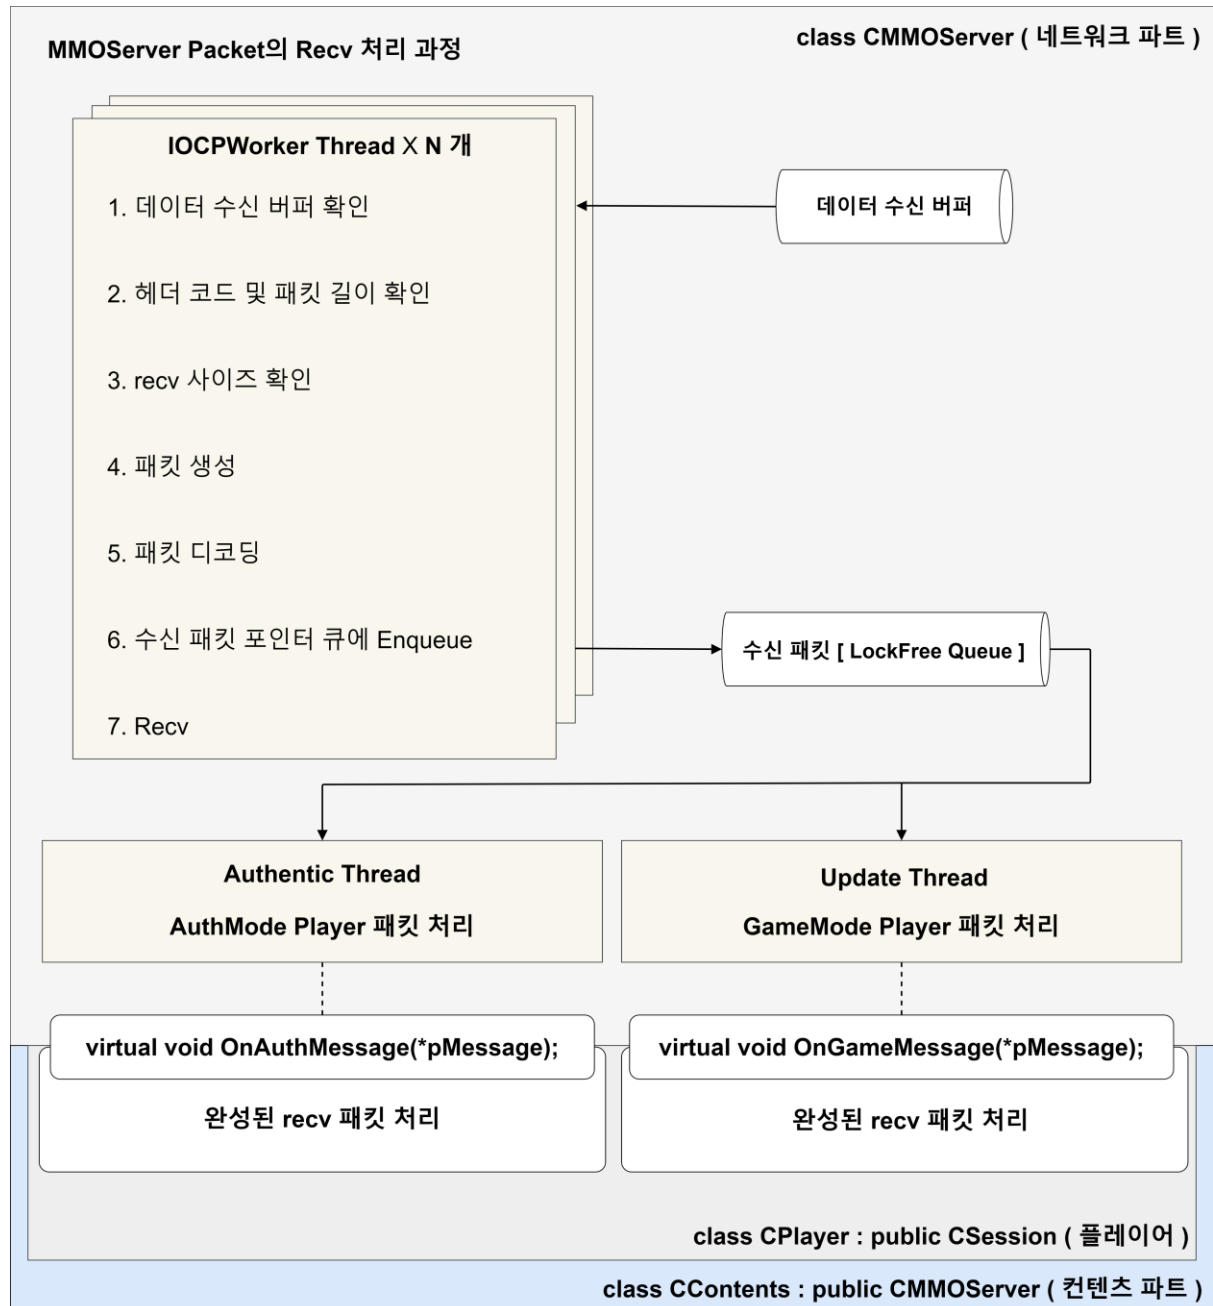 MMOServer Packet의 Recv 처리 과정
class CMMOServer ( 네트워크 파트 )
IOCPWorker Thread X N 개
1. 데이터 수신 버퍼 확인
데이터 수신 버퍼
2. 헤더 코드 및 패킷 길이 확인
3. recv 사이즈 확인
4. 패킷 생성
5. 패킷 디코딩
6. 수신 패킷 포인터 큐에 Enqueue
수신 패킷 [ LockFree Queue ]
7. Recv
Authentic Thread
AuthMode Player 패킷 처리
Update Thread
GameMode Player 패킷 처리
virtual void OnAuthMessage(*pMessage);
완성된 recv 패킷 처리
virtual void OnGameMessage(*pMessage);
완성된 recv 패킷 처리
class CPlayer : public CSession ( 플레이어 )
class CContents : public CMMOServer ( 컨텐츠 파트 )